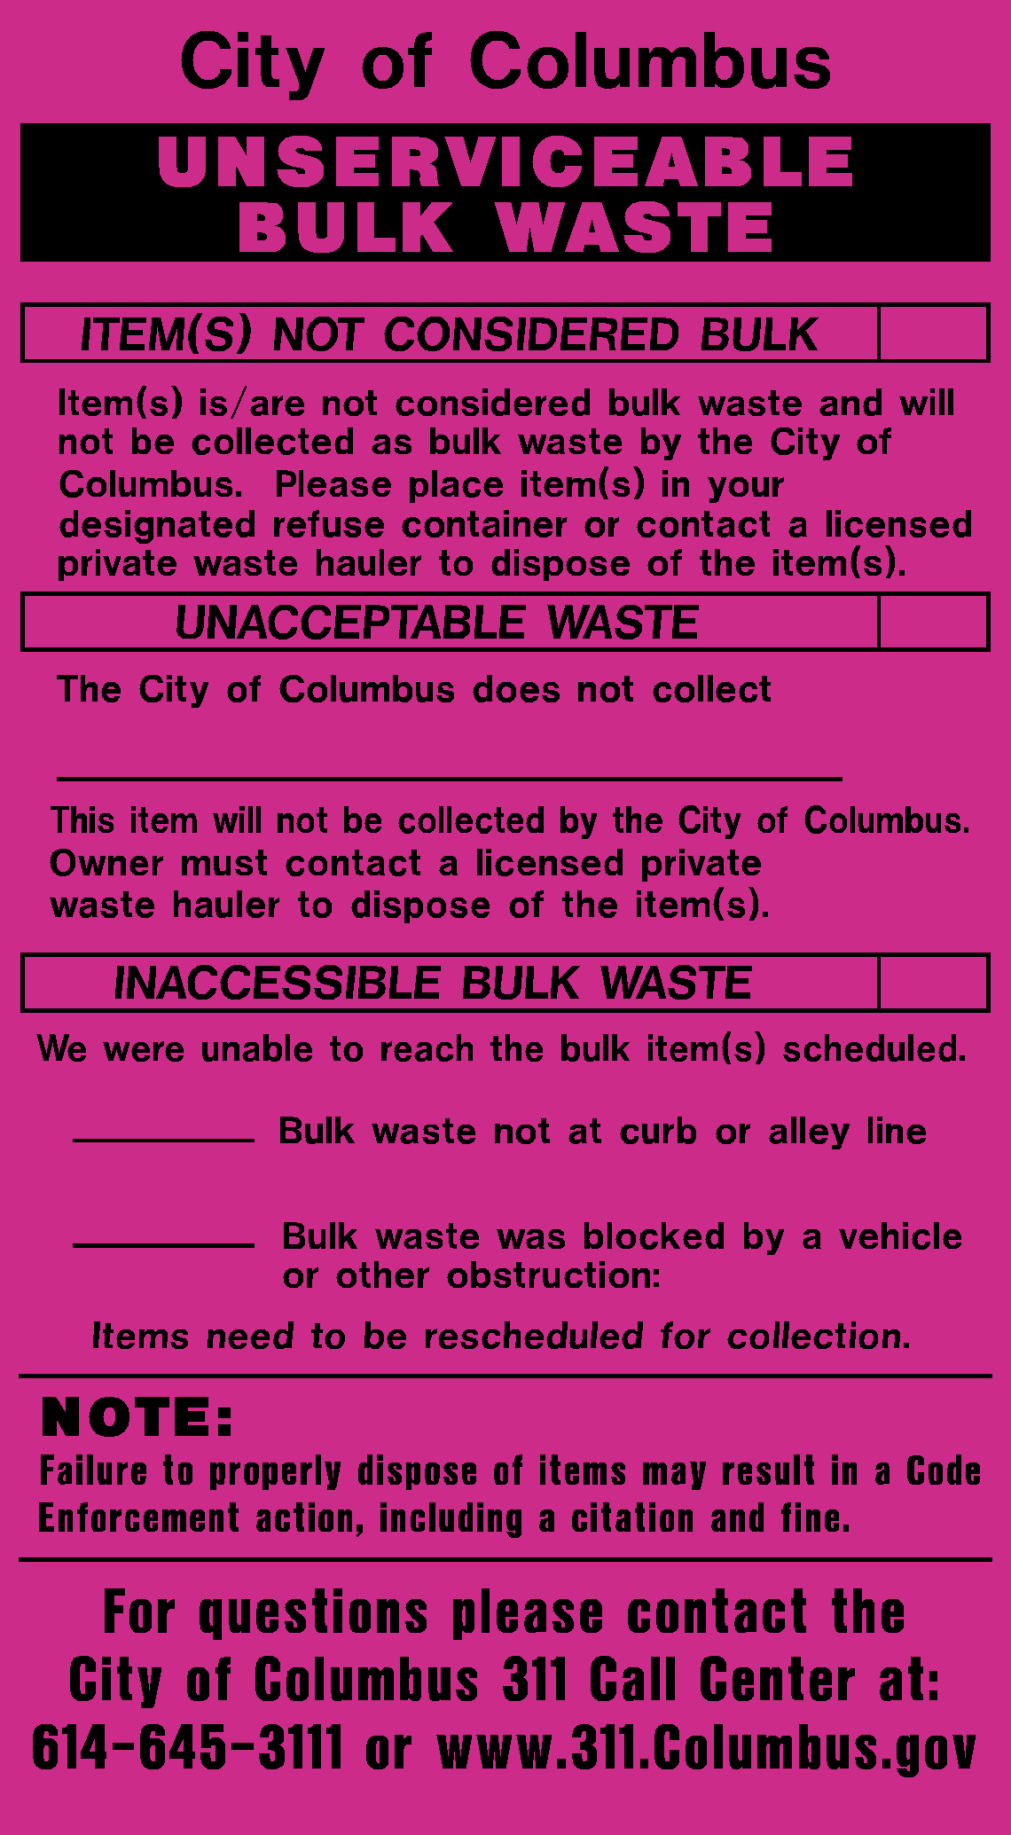 City of Columbus
UNSERVICEABLE
BULK WASTE
ITEM(S) NOT CONSIDERED BULK
Item(s) is/are not considered bulk waste and will
not be collected as bulk waste by the City of
Columbus. Please place item(s) in your
designated refuse container or contact a licensed
private waste hauler to dispose of the item(s).
UNACCEPTABLE WASTE
The City of Columbus does not collect
This item will not be collected by the City of Columbus.
Owner must contact a licensed private
waste hauler to dispose of the item(s).
INACCESSIBLE BULK WASTE
We were unable to reach the bulk item(s) scheduled.
Bulk waste not at curb or alley line
Bulk waste was blocked by a vehicle
or other obstruction:
Items need to be rescheduled for collection.
NOTE:
Failure to properly dispose of items may result in a Code
Enforcement action, including a citation and fine.
For questions please contact the
City of Columbus 311 Call Center at:
614-645-3111 or www.311.Columbus.gov